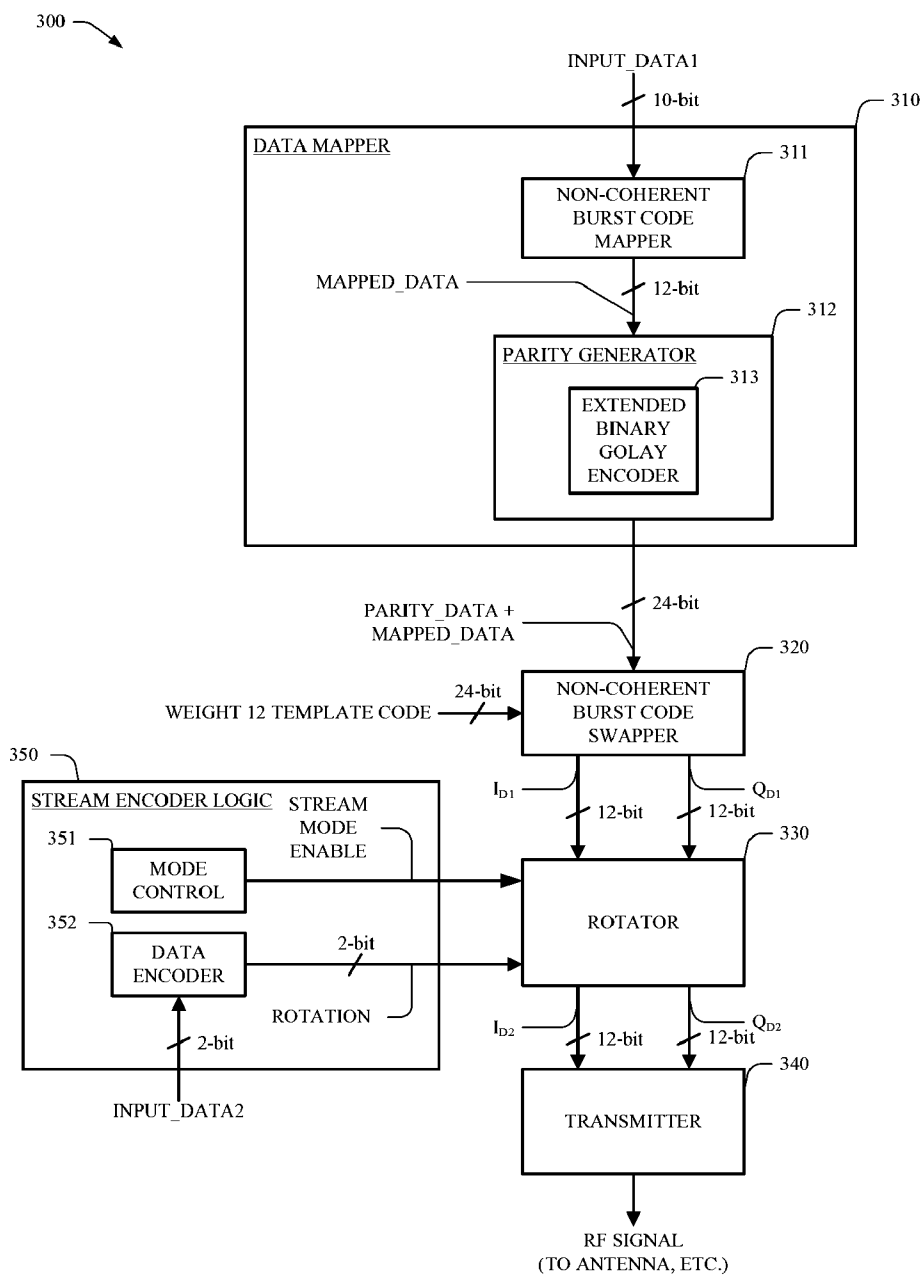 300
INPUT_DATA1
10-bit
310
DATA MAPPER
311
NON-COHERENT
BURST CODE
MAPPER
MAPPED_DATA
12-bit
312
PARITY GENERATOR
313
EXTENDED
BINARY
GOLAY
ENCODER
24-bit
PARITY_DATA +
MAPPED_DATA
320
24-bit
WEIGHT 12 TEMPLATE CODE
NON-COHERENT
BURST CODE
SWAPPER
350
STREAM ENCODER LOGIC
STREAM
MODE
ENABLE
I_D1
Q_D1
12-bit
12-bit
330
351
MODE
CONTROL
ROTATOR
352
DATA
ENCODER
2-bit
ROTATION
I_D2
Q_D2
12-bit
12-bit
2-bit
340
INPUT_DATA2
TRANSMITTER
RF SIGNAL
(TO ANTENNA, ETC.)